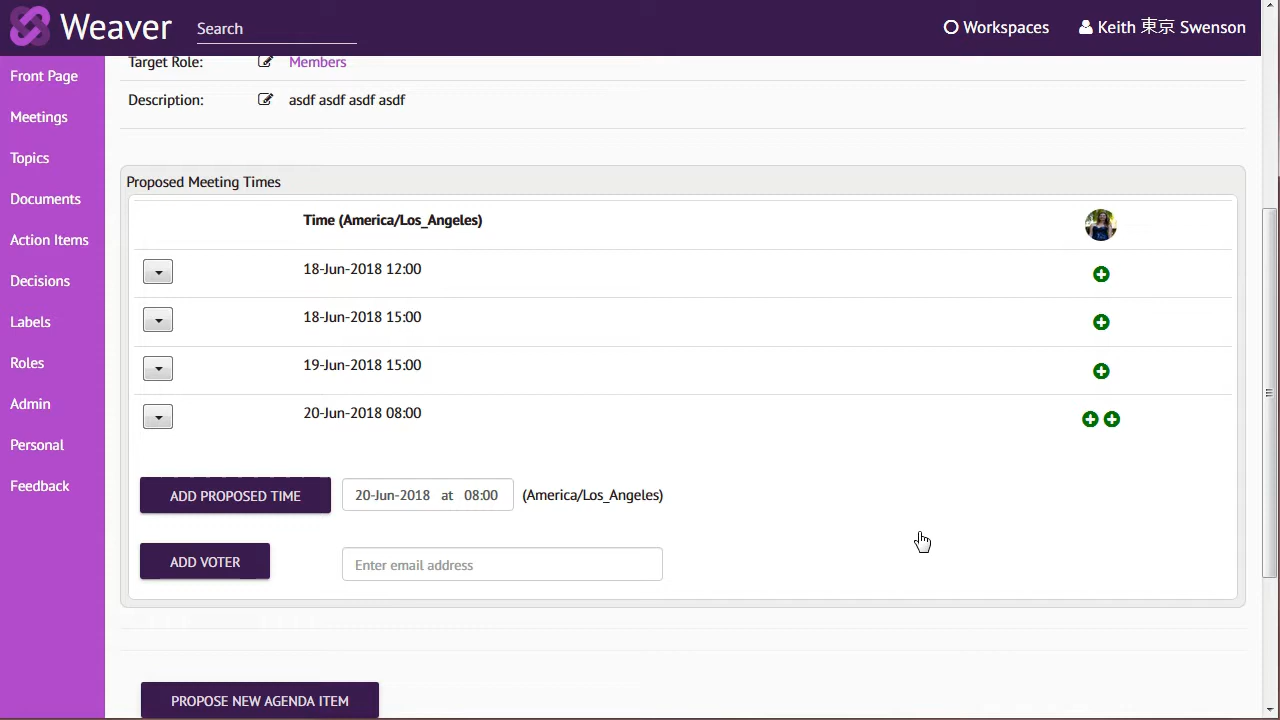 Weaver Search Workspaces Keith 東京 Swenson
Front Page
Meetings
Topics
Documents
Action Items
Decisions
Labels
Roles
Admin
Personal
Feedback
Target Role: Members
Description: asdf asdf asdf asdf
Proposed Meeting Times
Time (America/Los_Angeles)
18-Jun-2018 12:00
18-Jun-2018 15:00
19-Jun-2018 15:00
20-Jun-2018 08:00
ADD PROPOSED TIME 20-Jun-2018 at 08:00 (America/Los_Angeles)
ADD VOTER Enter email address
PROPOSE NEW AGENDA ITEM